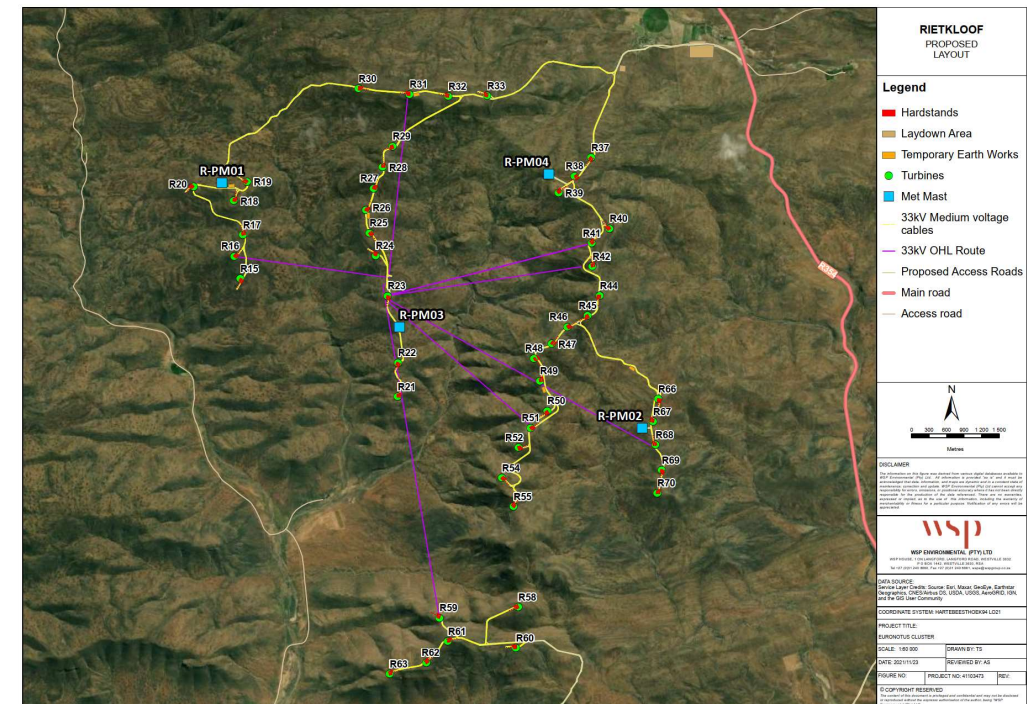 RIETKLOOF
PROPOSED
LAYOUT
Legend
Hardstands
Laydown Area
Temporary Earth Works
Turbines
Met Mast
33kV Medium voltage
cables
33kV OHL Route
Proposed Access Roads
Main road
Access road
N
0 300 600 900 1 200 1 500
Metres
DISCLAIMER
wsp
WSP ENVIRONMENTAL (PTY) LTD
DATA SOURCE:
Service Layer Credits: Source: Esri, Maxar, GeoEye, Earthstar
Geographics, CNES/Airbus DS, USDA, USGS, AeroGRID, IGN,
and the GIS User Community
COORDINATE SYSTEM: HARTEBEESTHOEK94 LO21
PROJECT TITLE:
EURONOTUS CLUSTER
SCALE: 1:60 000
DRAWN BY: TS
DATE: 2021/11/23
REVIEWED BY: AS
FIGURE NO:
PROJECT NO: 41103473
REV:
© COPYRIGHT RESERVED
R30
R31
R32
R33
R29
R28
R27
R26
R25
R24
R23
R-PM03
R22
R21
R-PM01
R20
R19
R18
R17
R16
R15
R-PM04
R37
R38
R39
R40
R41
R42
R44
R45
R46
R47
R48
R49
R50
R51
R52
R54
R55
R66
R-PM02
R67
R68
R69
R70
R58
R59
R60
R61
R62
R63
R354